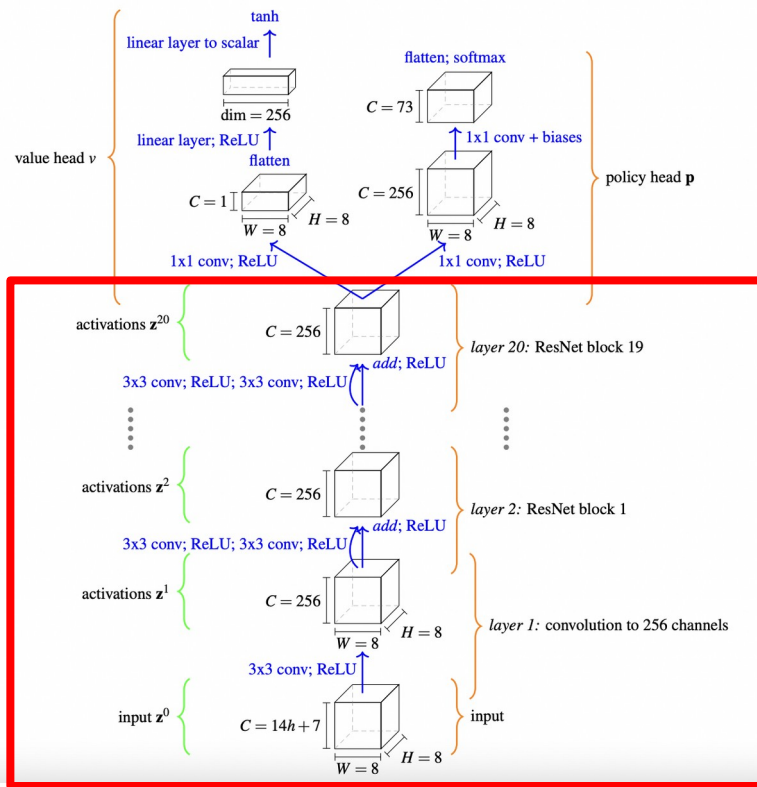 tanh
linear layer to scalar
flatten; softmax
C = 73
dim = 256
linear layer; ReLU
1x1 conv + biases
value head v
flatten
C = 256
policy head p
C = 1
H = 8
W = 8
H = 8
W = 8
1x1 conv; ReLU
1x1 conv; ReLU
activations z^20
C = 256
layer 20: ResNet block 19
add; ReLU
3x3 conv; ReLU; 3x3 conv; ReLU
activations z^2
C = 256
layer 2: ResNet block 1
add; ReLU
3x3 conv; ReLU; 3x3 conv; ReLU
activations z^1
C = 256
layer 1: convolution to 256 channels
H = 8
W = 8
3x3 conv; ReLU
input z^0
C = 14h + 7
input
H = 8
W = 8